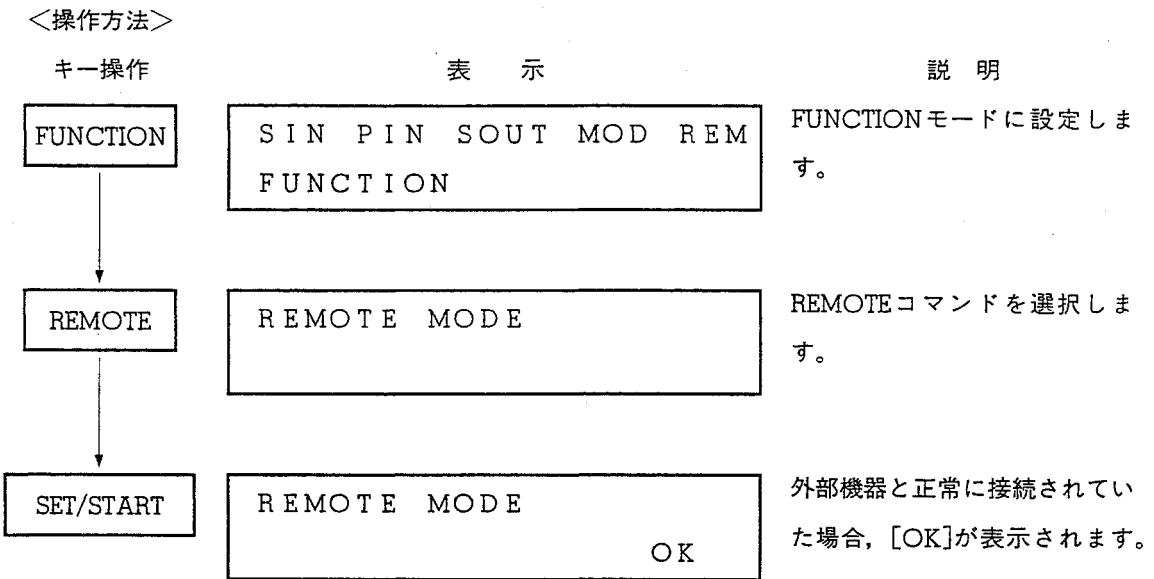 ＜操作方法＞
キー操作 表 示 説 明
FUNCTION SIN PIN SOUT MOD REM FUNCTIONモードに設定しま
FUNCTION す。
REMOTE REMOTE MODE REMOTEコマンドを選択しま
す。
SET/START REMOTE MODE 外部機器と正常に接続されてい
OK た場合，［OK］が表示されます。